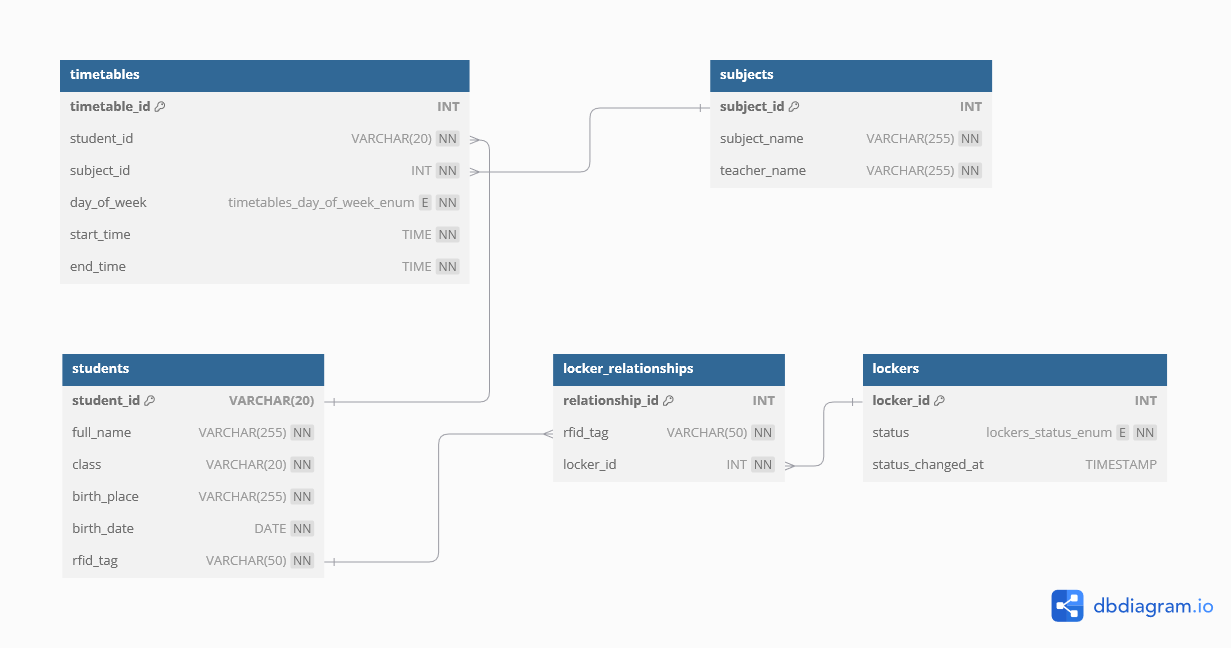 timetables
timetable_id INT
student_id VARCHAR(20) NN
subject_id INT NN
day_of_week timetables_day_of_week_enum E NN
start_time TIME NN
end_time TIME NN
subjects
subject_id INT
subject_name VARCHAR(255) NN
teacher_name VARCHAR(255) NN
students
student_id VARCHAR(20)
full_name VARCHAR(255) NN
class VARCHAR(20) NN
birth_place VARCHAR(255) NN
birth_date DATE NN
rfid_tag VARCHAR(50) NN
locker_relationships
relationship_id INT
rfid_tag VARCHAR(50) NN
locker_id INT NN
lockers
locker_id INT
status lockers_status_enum E NN
status_changed_at TIMESTAMP
dbdiagram.io